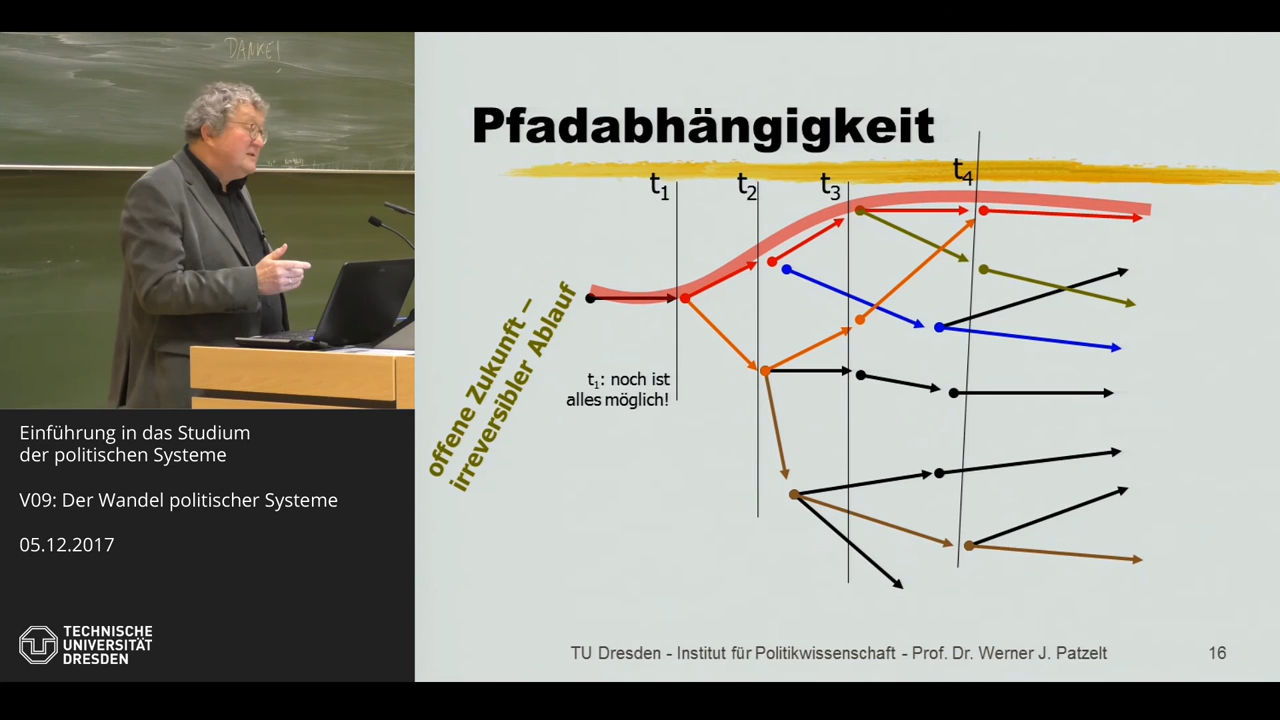 DANKE!
Pfadabhängigkeit
t1
t2
t3
t4
offene Zukunft –
irreversibler Ablauf
t1: noch ist
alles möglich!
Einführung in das Studium
der politischen Systeme
V09: Der Wandel politischer Systeme
05.12.2017
TECHNISCHE
UNIVERSITÄT
DRESDEN
TU Dresden - Institut für Politikwissenschaft - Prof. Dr. Werner J. Patzelt
16